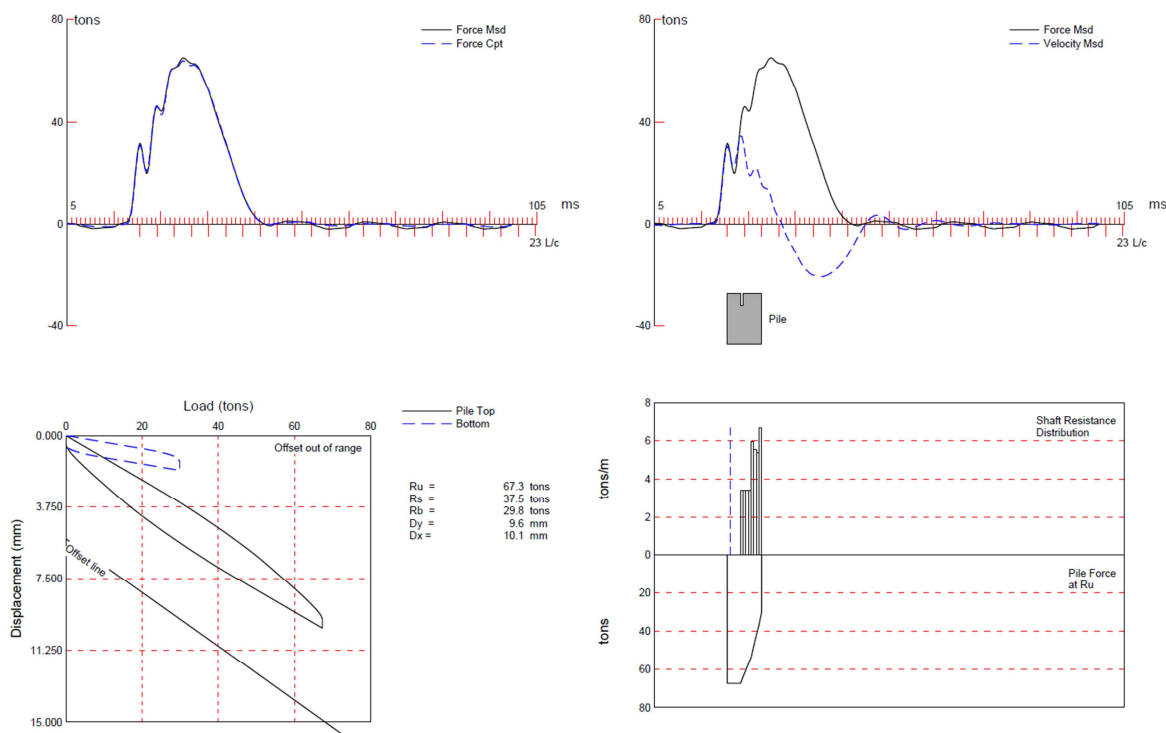 80 tons
Force Msd
Force Cpt
40
5
105
ms
0
23 L/c
-40
80 tons
Force Msd
Velocity Msd
40
5
105
ms
0
23 L/c
-40
Pile
Load (tons)
0 20 40 60 80
0.000
3.750
7.500
11.250
15.000
Displacement (mm)
Offset out of range
Offset line
Pile Top
Bottom
Ru = 67.3 tons
Rs = 37.5 tons
Rb = 29.8 tons
Dy = 9.6 mm
Dx = 10.1 mm
8
6
4
2
0
tons/m
Shaft Resistance
Distribution
20
40
60
80
tons
Pile Force
at Ru